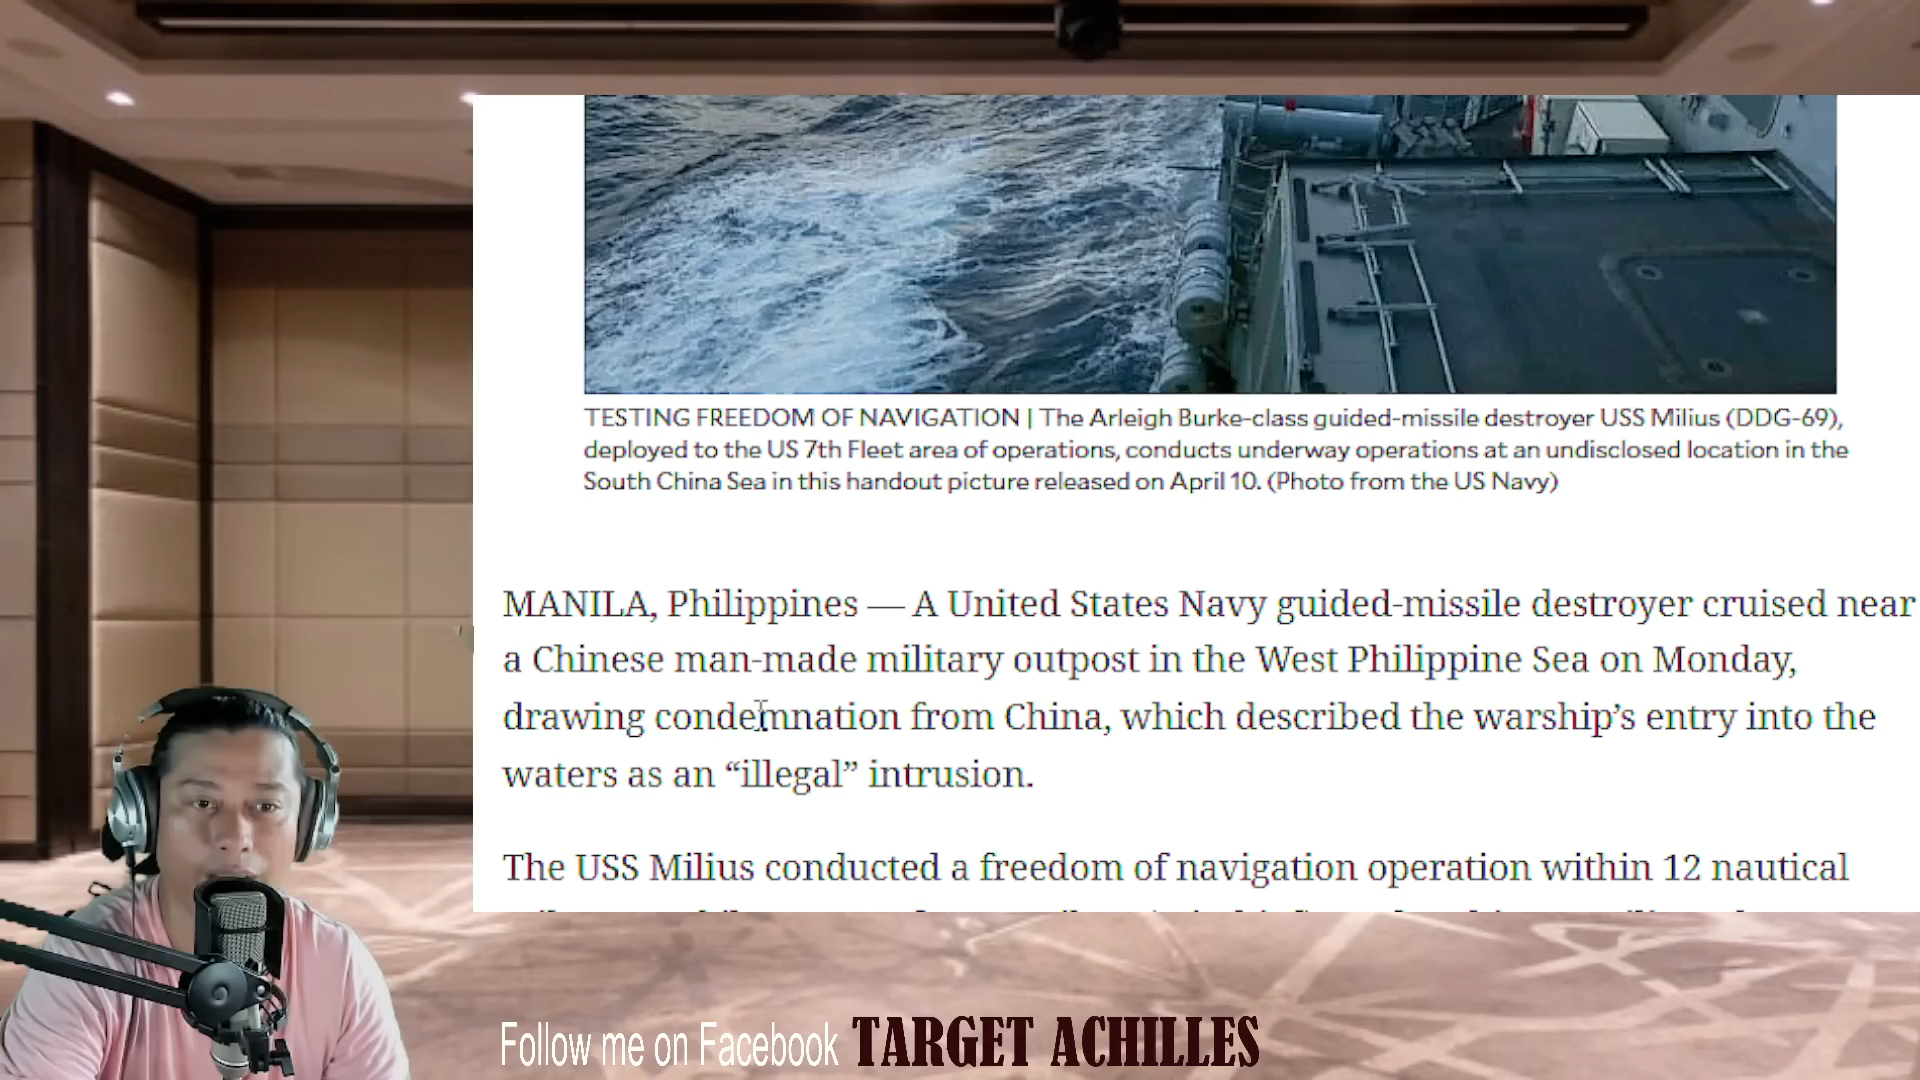 TESTING FREEDOM OF NAVIGATION | The Arleigh Burke-class guided-missile destroyer USS Milius (DDG-69),
deployed to the US 7th Fleet area of operations, conducts underway operations at an undisclosed location in the
South China Sea in this handout picture released on April 10. (Photo from the US Navy)
MANILA, Philippines — A United States Navy guided-missile destroyer cruised near
a Chinese man-made military outpost in the West Philippine Sea on Monday,
drawing condemnation from China, which described the warship’s entry into the
waters as an “illegal” intrusion.
The USS Milius conducted a freedom of navigation operation within 12 nautical
Follow me on Facebook TARGET ACHILLES